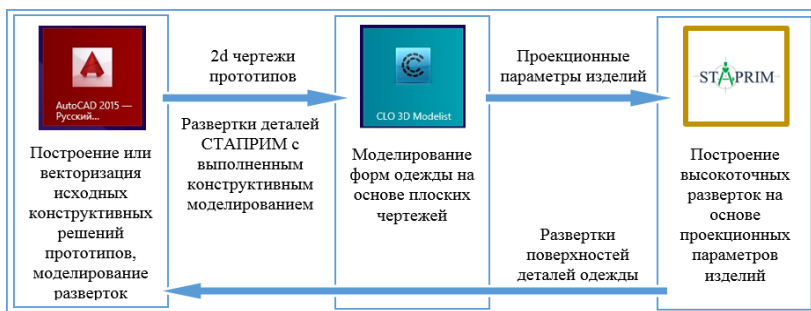 AutoCAD 2015 —
Русский...
Построение или
векторизация
исходных
конструктивных
решений
прототипов,
моделирование
разверток
2d чертежи
прототипов
Развертки деталей
СТАПРИМ с
выполненным
конструктивным
моделированием
CLO 3D Modelist
Моделирование
форм одежды на
основе плоских
чертежей
Проекционные
параметры изделий
Развертки
поверхностей
деталей одежды
STAPRIM
Построение
высокоточных
разверток на
основе
проекционных
параметров
изделий